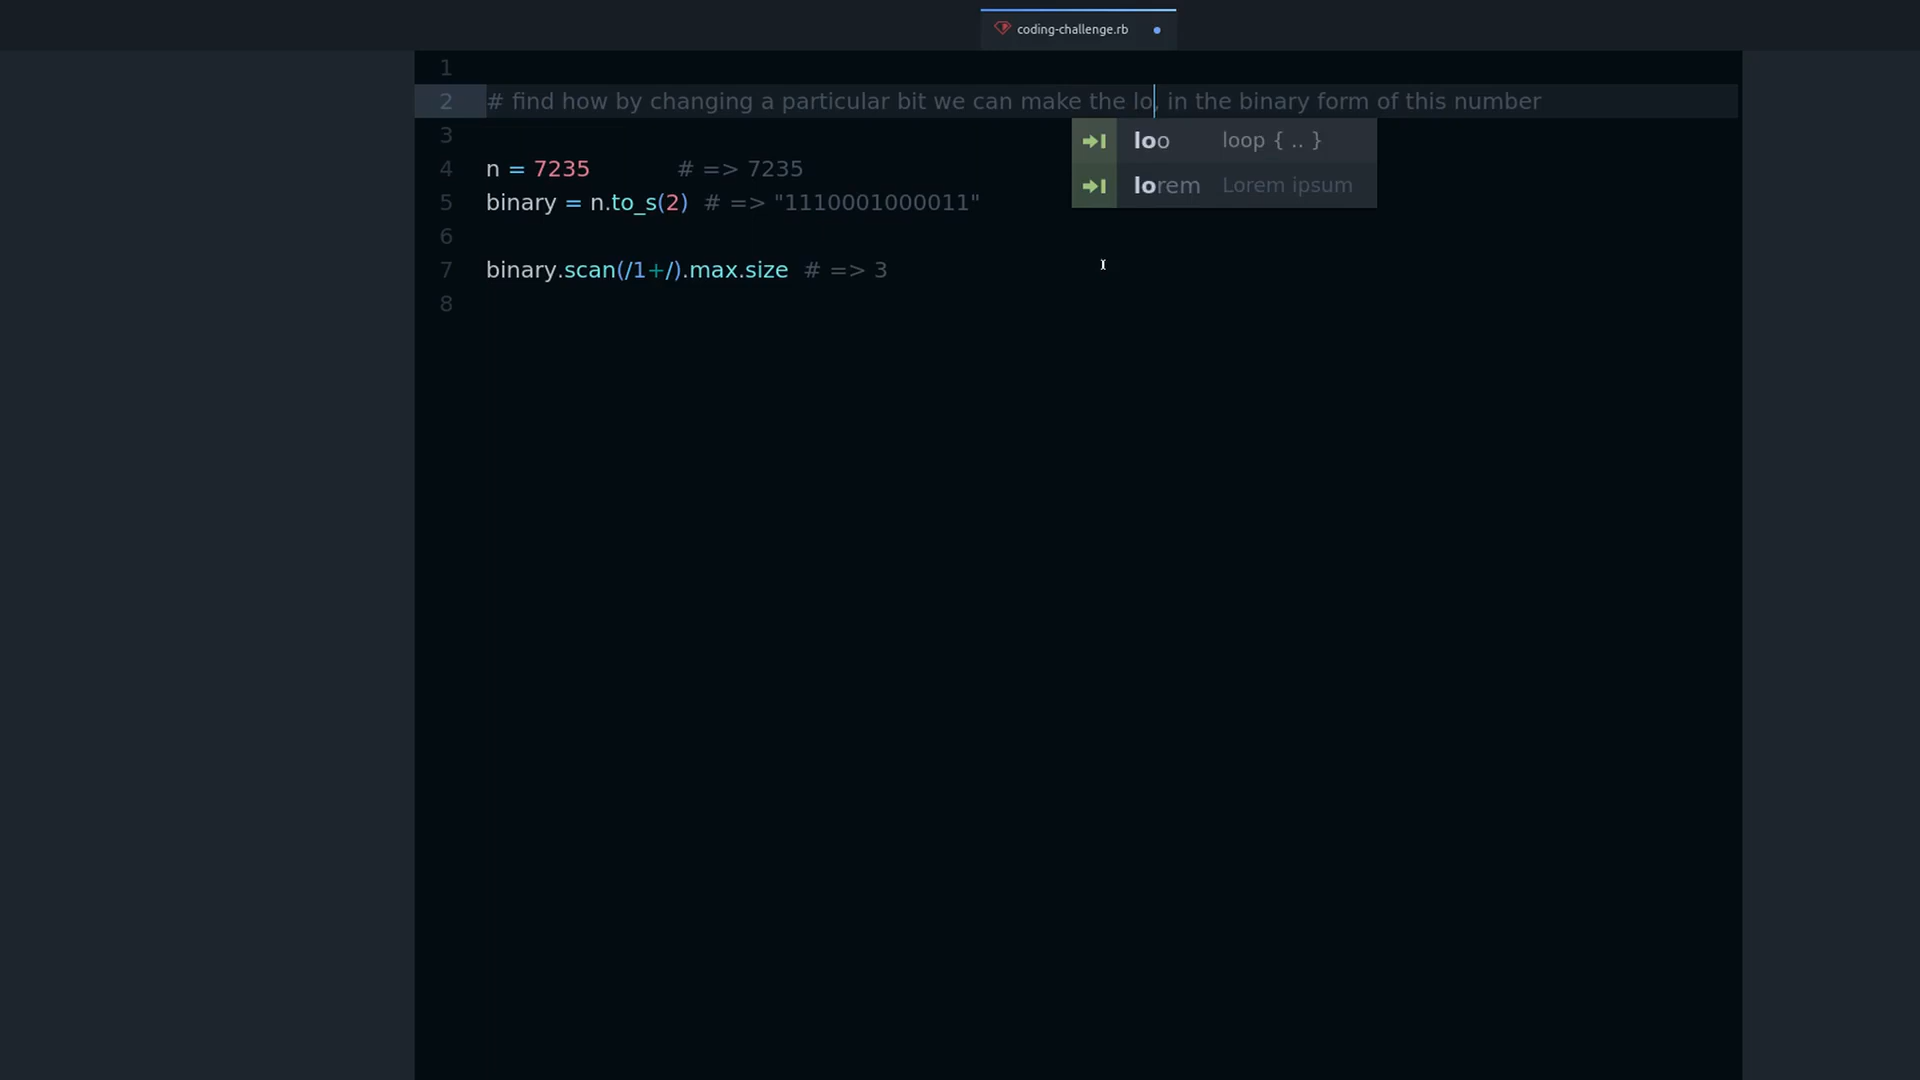 coding-challenge.rb
1
2 # find how by changing a particular bit we can make the lo, in the binary form of this number
3
loo loop { .. }
4 n = 7235 # => 7235
lorem Lorem ipsum
5 binary = n.to_s(2) # => "1110001000011"
6
7 binary.scan(/1+/).max.size # => 3
8